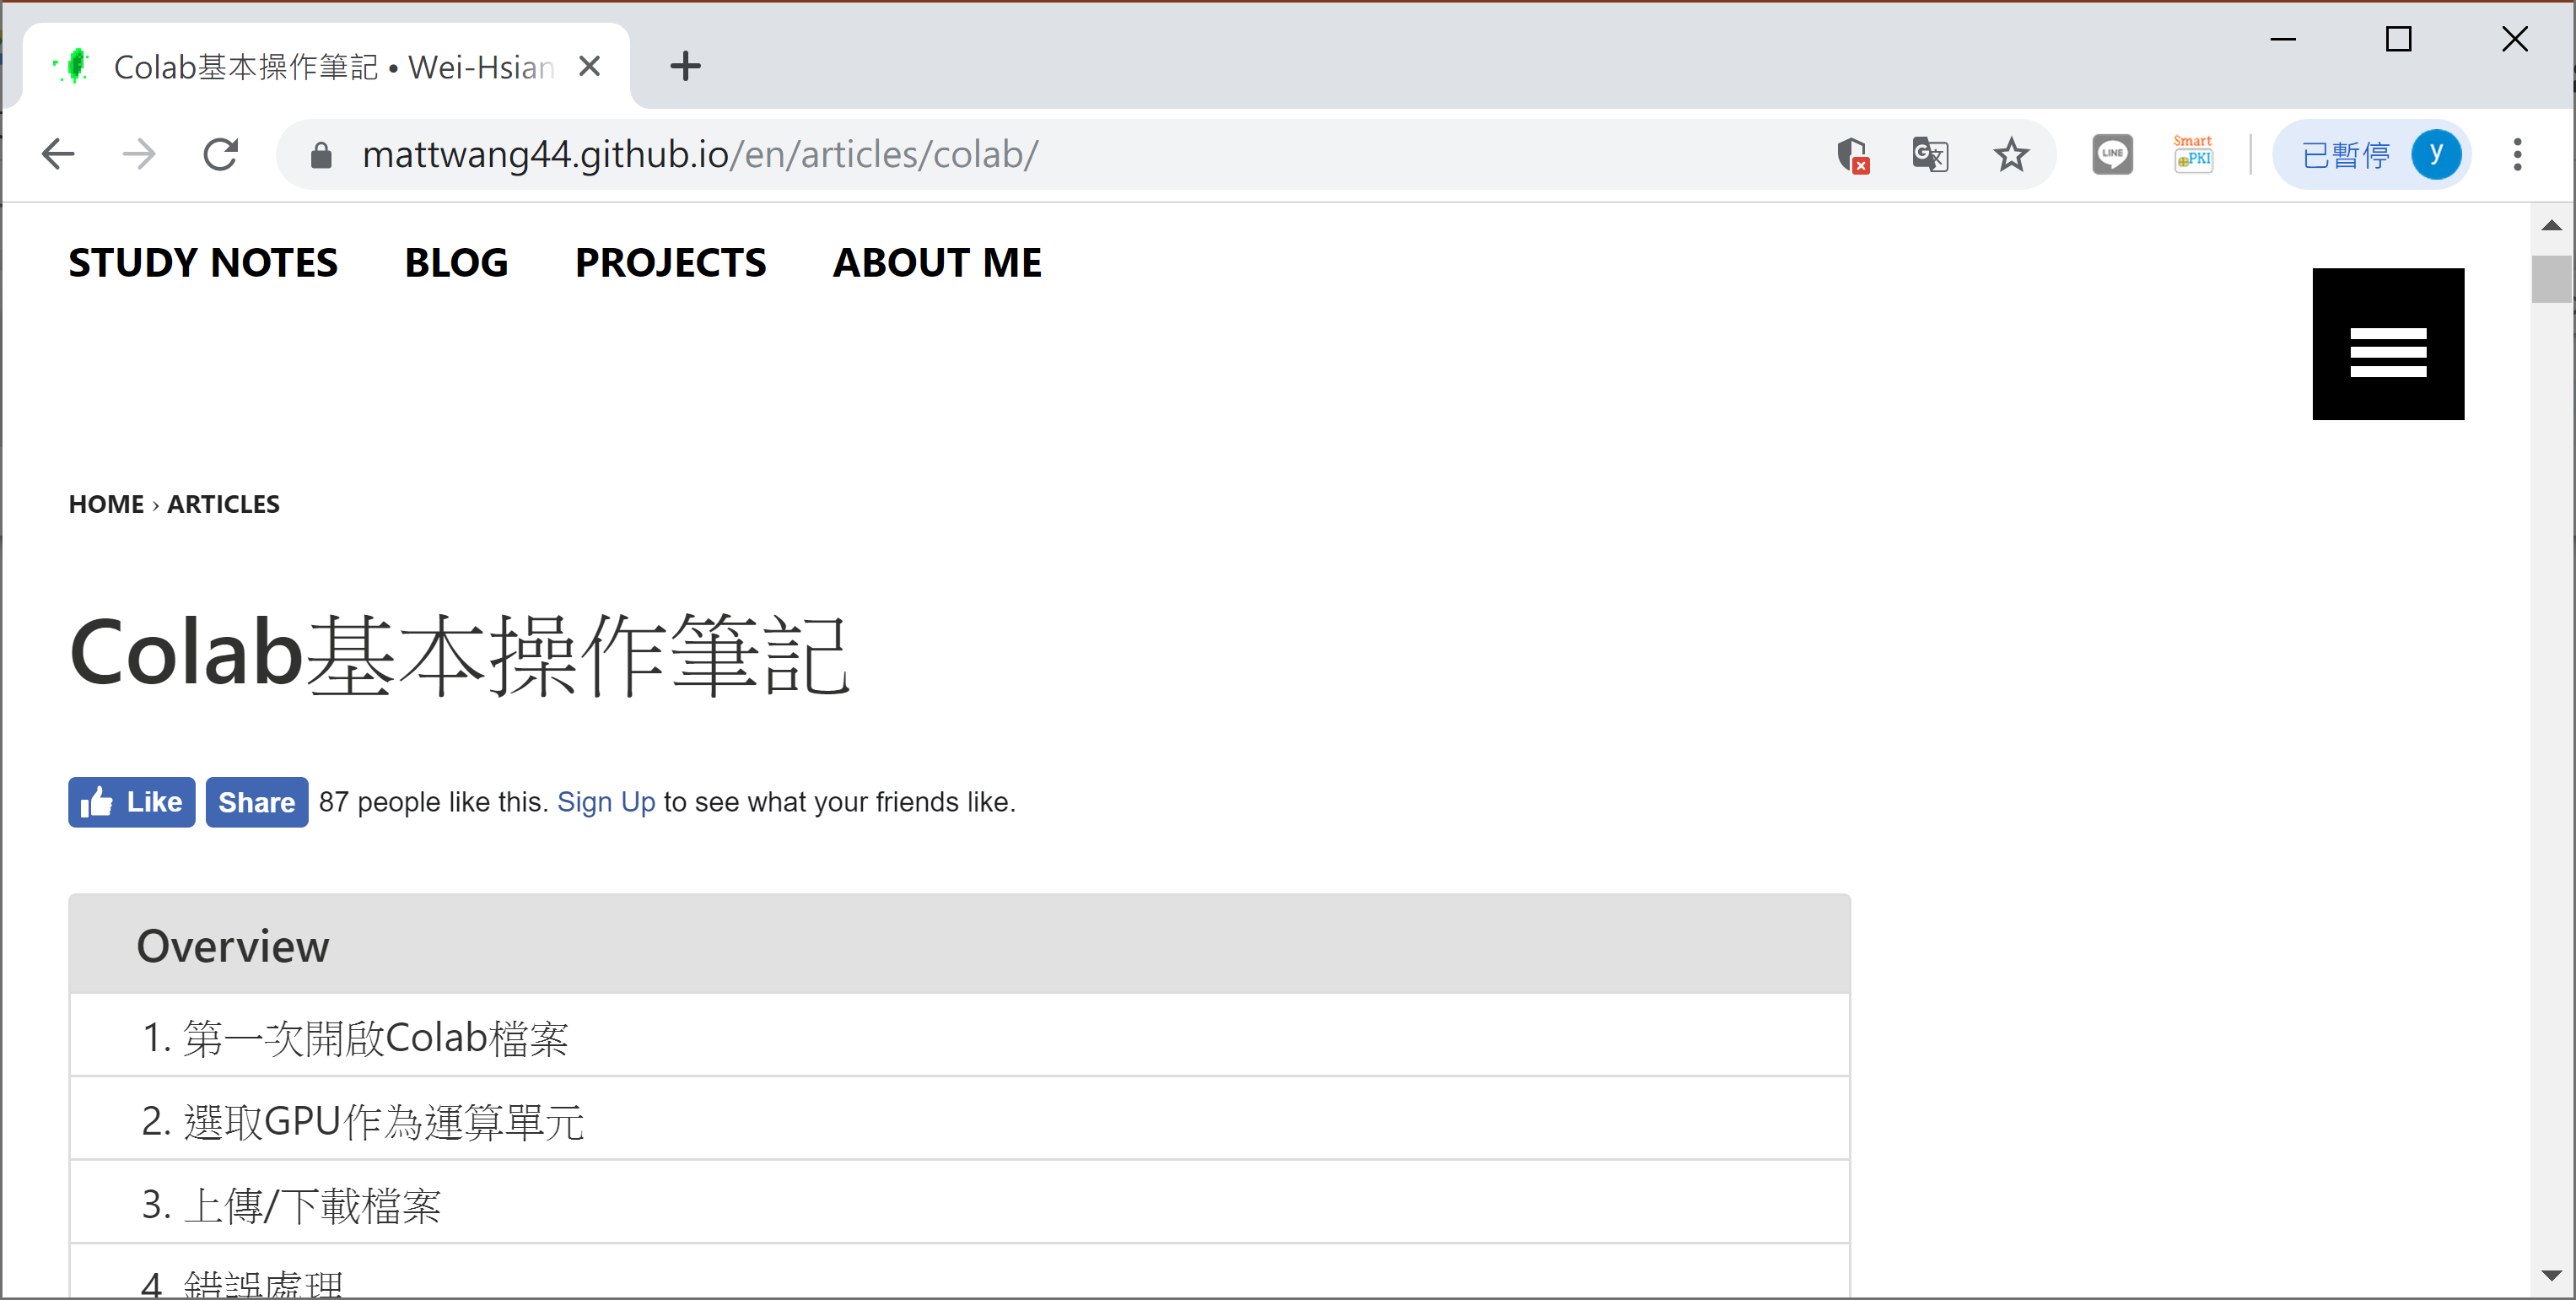 Colab基本操作筆記 • Wei-Hsian
mattwang44.github.io/en/articles/colab/
LINE
Smart
PKI
已暫停
y
STUDY NOTES BLOG PROJECTS ABOUT ME
HOME › ARTICLES
Colab基本操作筆記
Like Share 87 people like this. Sign Up to see what your friends like.
Overview
1. 第一次開啟Colab檔案
2. 選取GPU作為運算單元
3. 上傳/下載檔案
4. 錯誤處理